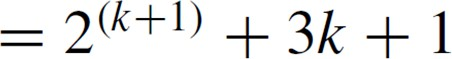 = 2^{(k+1)} + 3k + 1